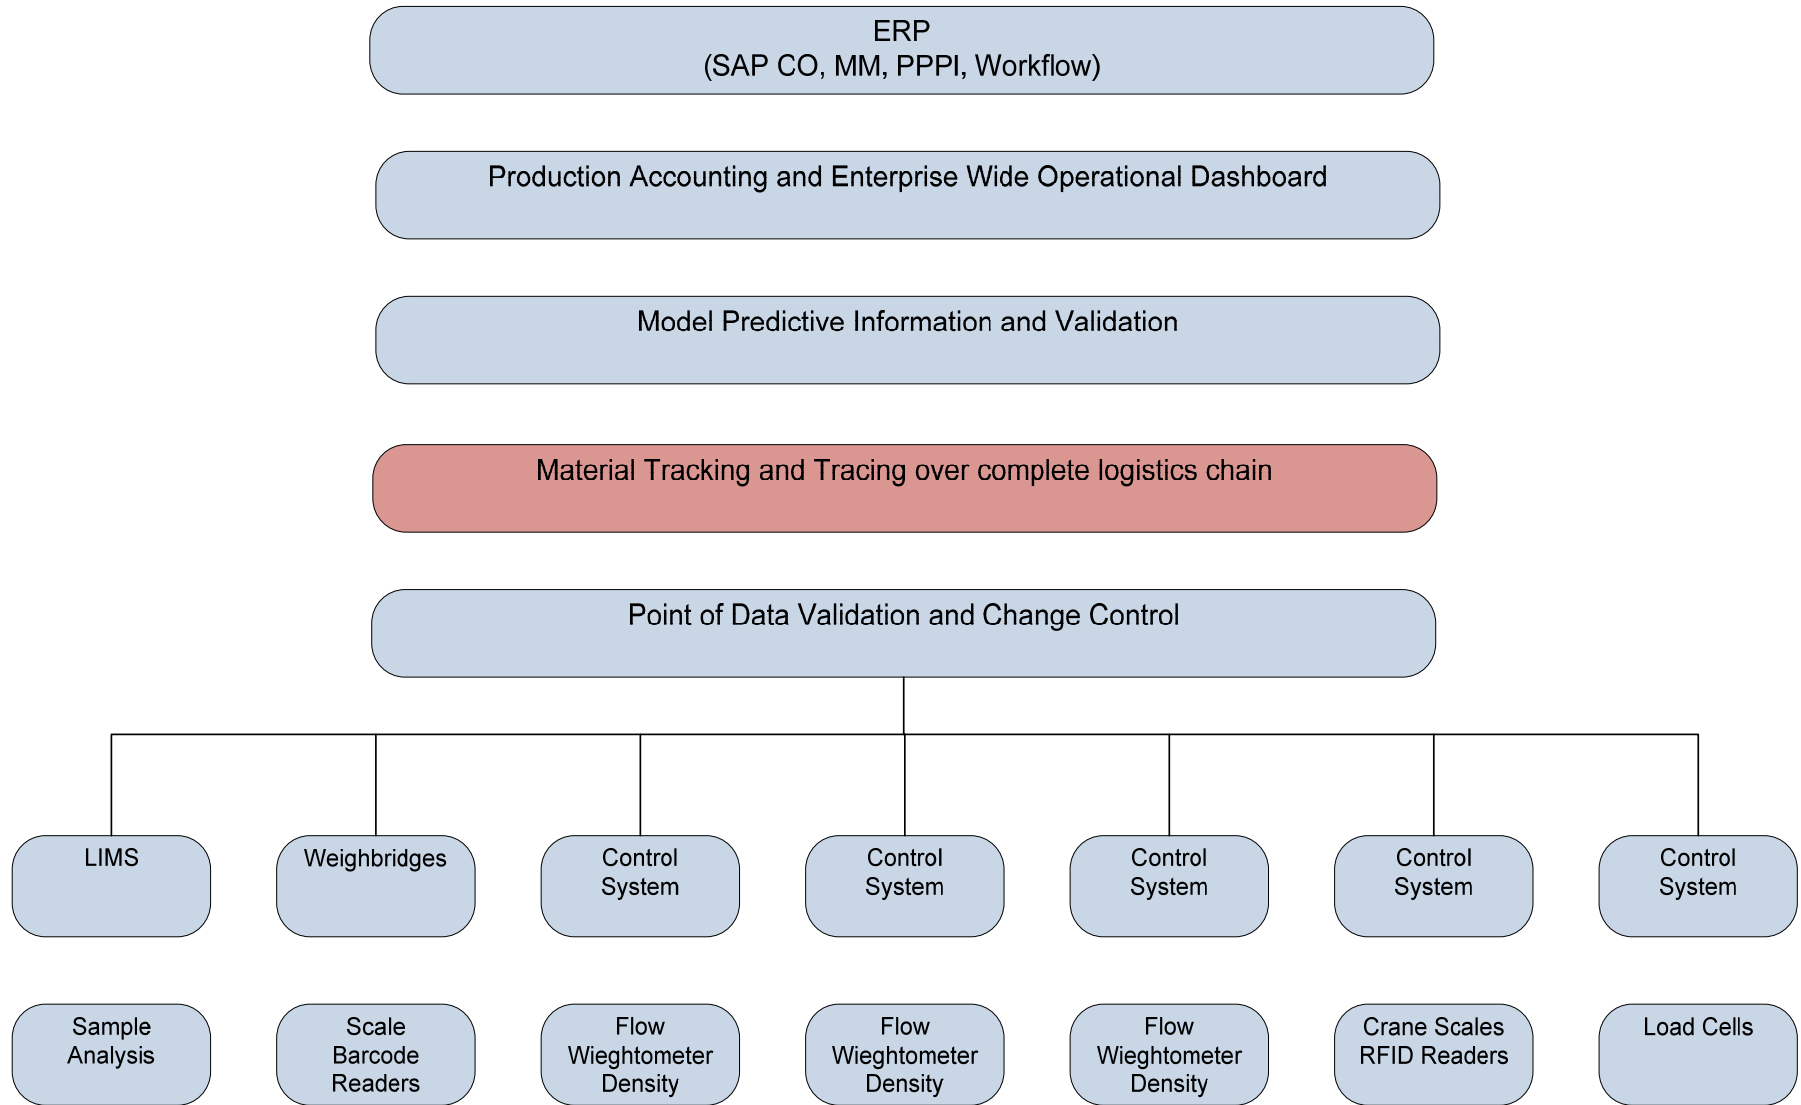 ERP
(SAP CO, MM, PPPI, Workflow)
Production Accounting and Enterprise Wide Operational Dashboard
Model Predictive Information and Validation
Material Tracking and Tracing over complete logistics chain
Point of Data Validation and Change Control
LIMS
Weighbridges
Control
System
Control
System
Control
System
Control
System
Control
System
Sample
Analysis
Scale
Barcode
Readers
Flow
Wieghtometer
Density
Flow
Wieghtometer
Density
Flow
Wieghtometer
Density
Crane Scales
RFID Readers
Load Cells